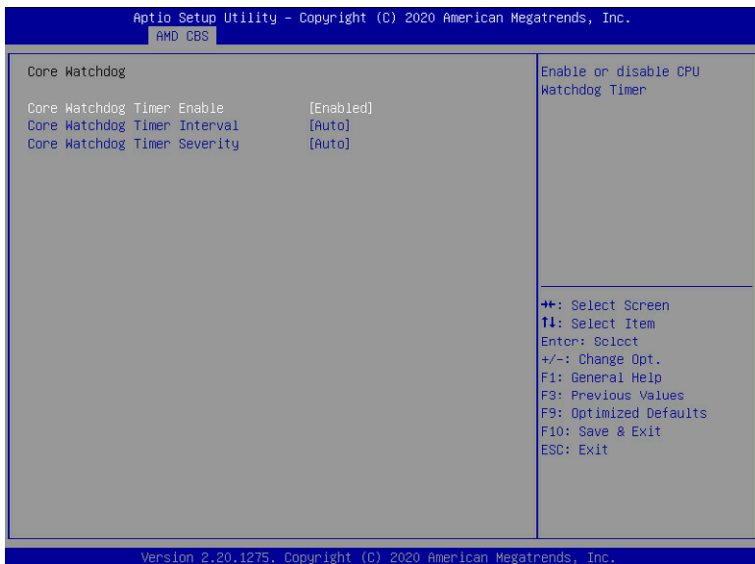 Aptio Setup Utility – Copyright (C) 2020 American Megatrends, Inc.
AMD CBS
Core Watchdog
Core Watchdog Timer Enable [Enabled]
Core Watchdog Timer Interval [Auto]
Core Watchdog Timer Severity [Auto]
Enable or disable CPU
Watchdog Timer
→←: Select Screen
↑↓: Select Item
Enter: Select
+/-: Change Opt.
F1: General Help
F3: Previous Values
F9: Optimized Defaults
F10: Save & Exit
ESC: Exit
Version 2.20.1275. Copyright (C) 2020 American Megatrends, Inc.